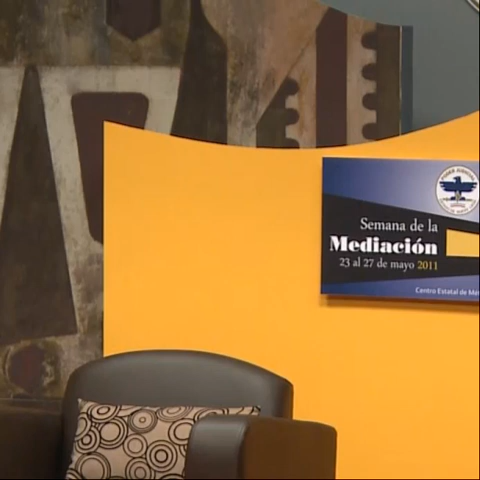 Semana de la
Mediación
23 al 27 de mayo 2011
Centro Estatal de